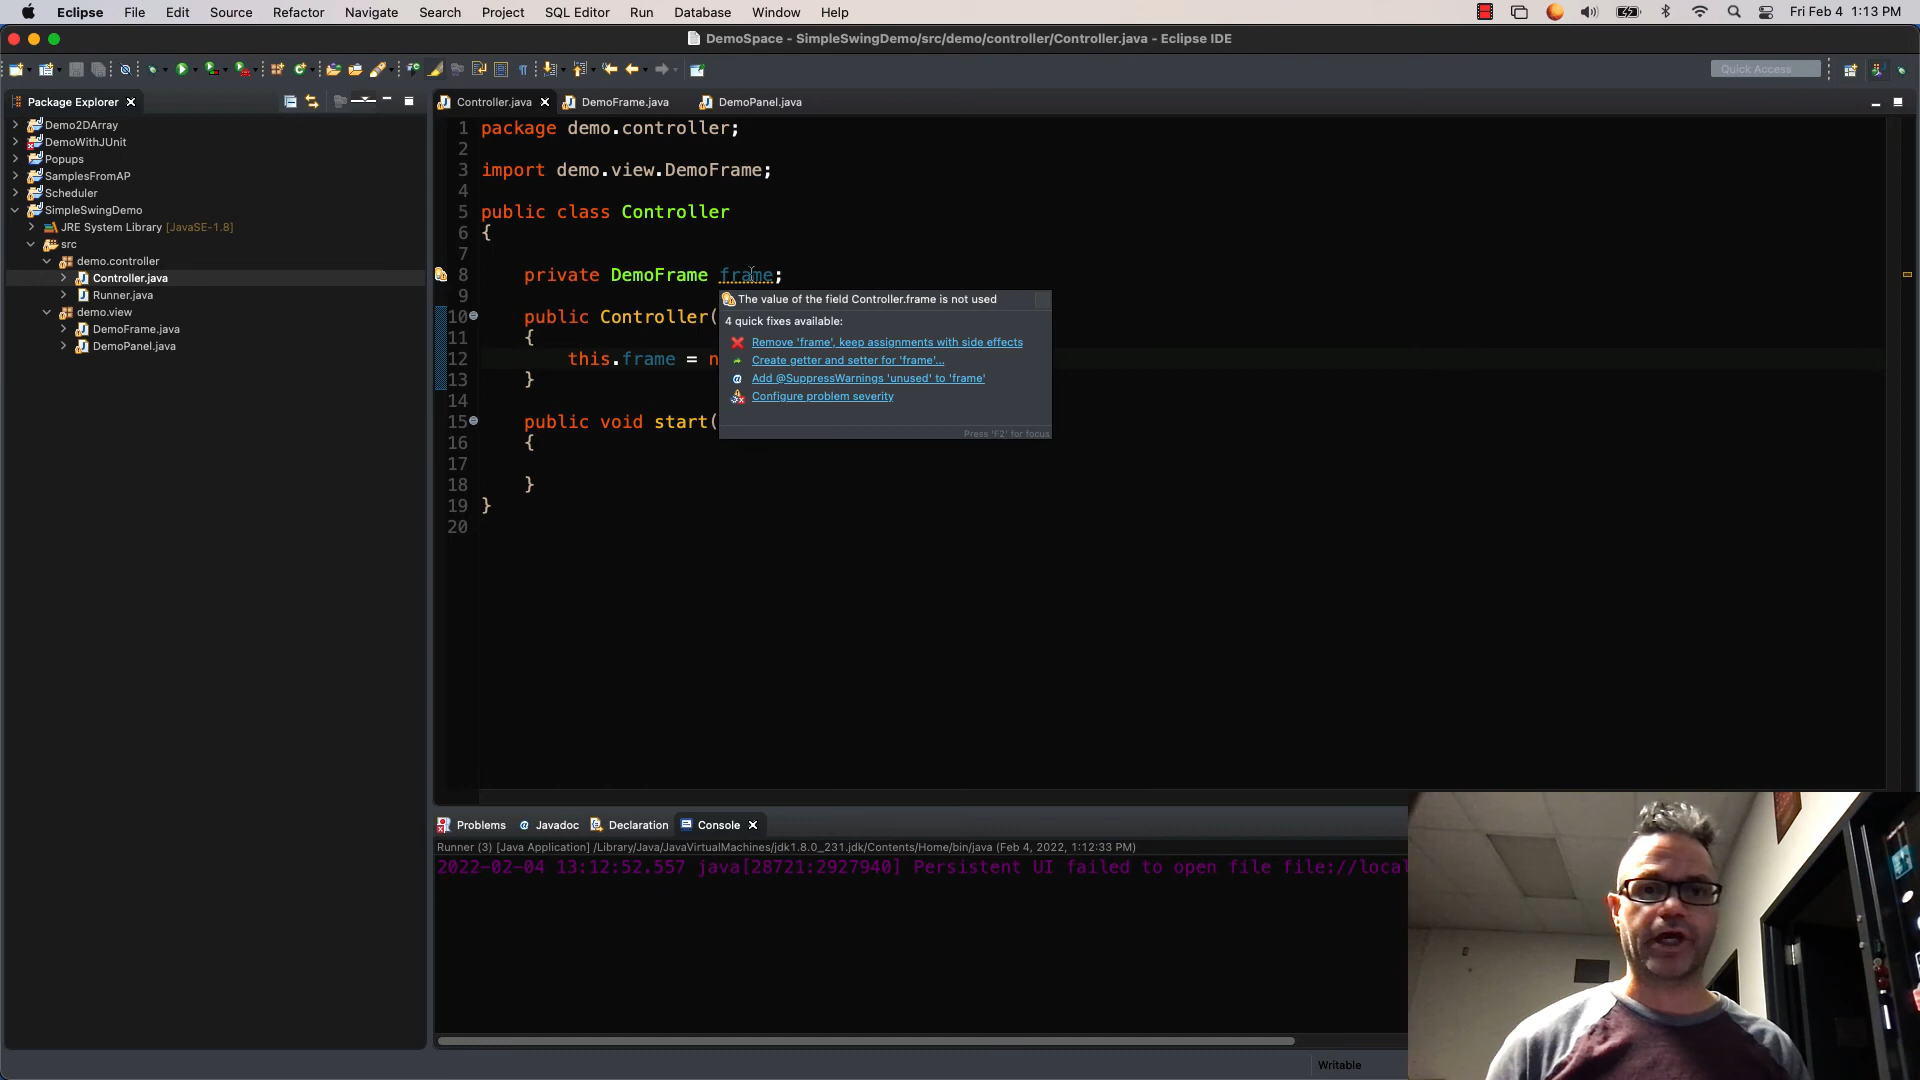 Eclipse File Edit Source Refactor Navigate Search Project SQL Editor Run Database Window Help Fri Feb 4 1:13 PM
DemoSpace - SimpleSwingDemo/src/demo/controller/Controller.java - Eclipse IDE
Quick Access
Package Explorer
Demo2DArray
DemoWithJUnit
Popups
SamplesFromAP
Scheduler
SimpleSwingDemo
JRE System Library [JavaSE-1.8]
src
demo.controller
Controller.java
Runner.java
demo.view
DemoFrame.java
DemoPanel.java
Controller.java DemoFrame.java DemoPanel.java
1 package demo.controller;
2
3 import demo.view.DemoFrame;
4
5 public class Controller
6 {
7
8 private DemoFrame frame;
9
10 public Controller(
11 {
12 this.frame = n
13 }
14
15 public void start(
16 {
17
18 }
19 }
20
The value of the field Controller.frame is not used
4 quick fixes available:
Remove 'frame', keep assignments with side effects
Create getter and setter for 'frame'...
Add @SuppressWarnings 'unused' to 'frame'
Configure problem severity
Press 'F2' for focus
Problems Javadoc Declaration Console
Runner (3) [Java Application] /Library/Java/JavaVirtualMachines/jdk1.8.0_231.jdk/Contents/Home/bin/java (Feb 4, 2022, 1:12:33 PM)
2022-02-04 13:12:52.557 java[28721:2927940] Persistent UI failed to open file file://local
Writable